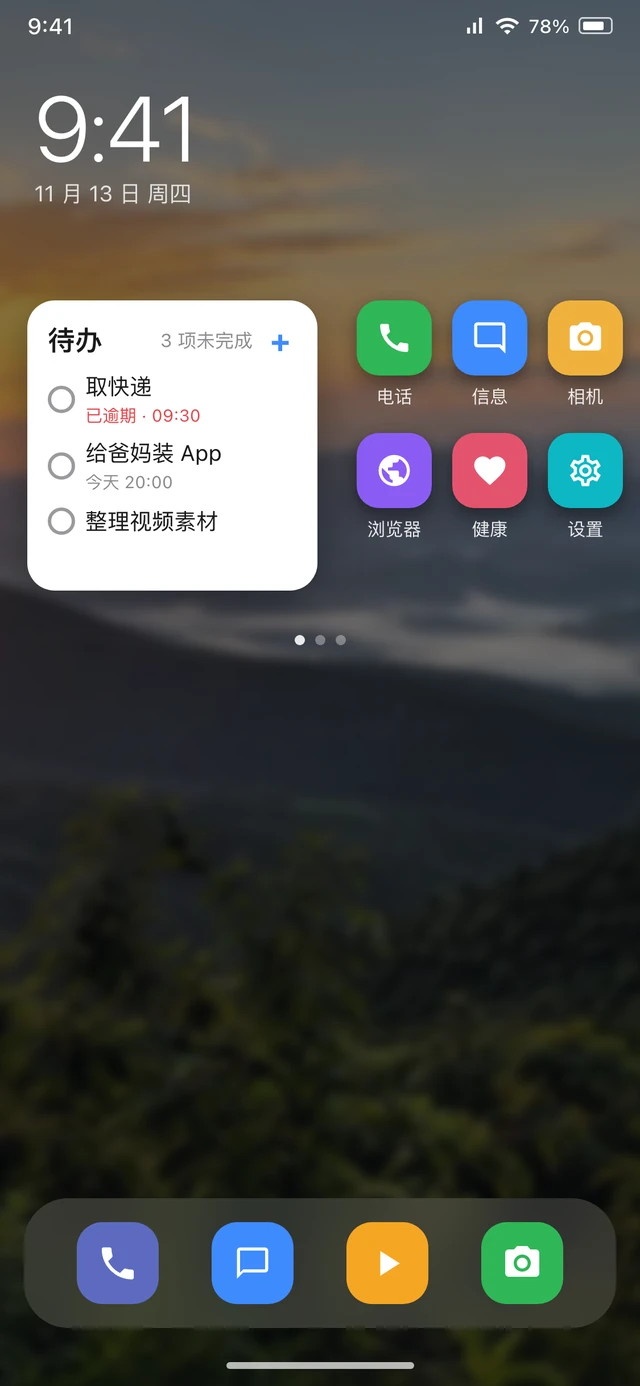 9:41
78%
9:41
11 月 13 日 周四
待办
3 项未完成
+
取快递
已逾期 · 09:30
给爸妈装 App
今天 20:00
整理视频素材
电话
信息
相机
浏览器
健康
设置